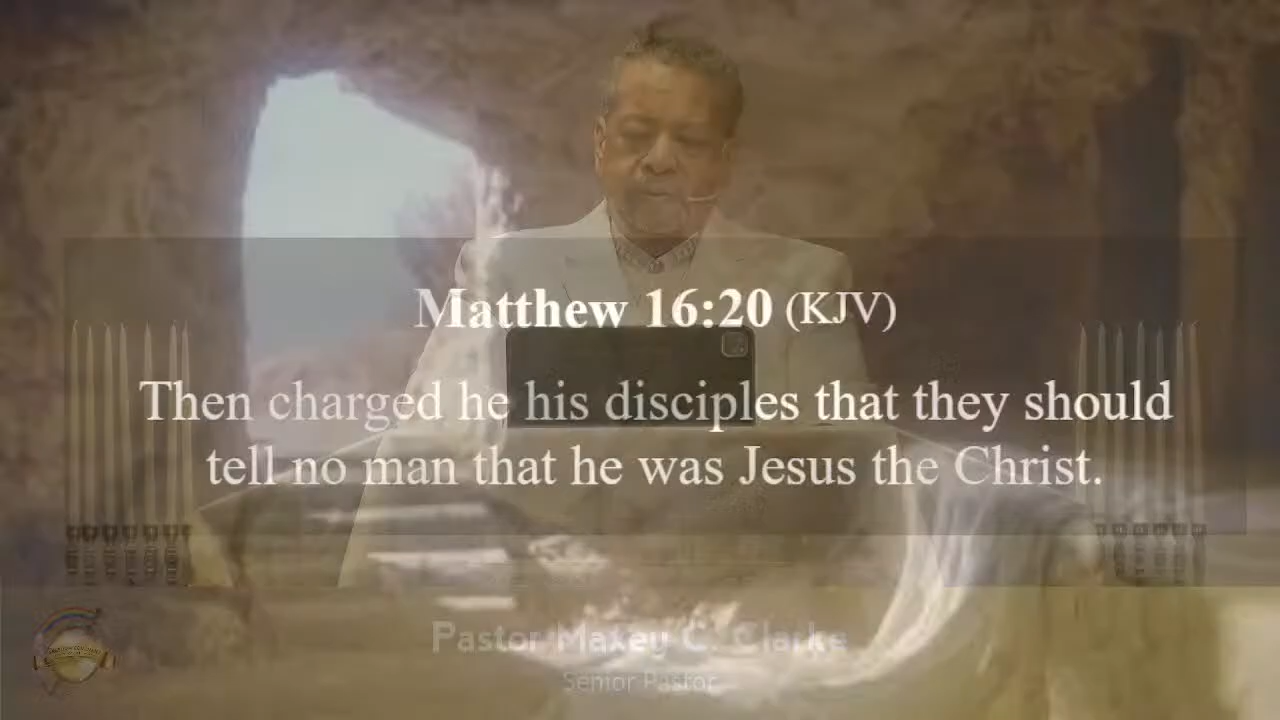 Matthew 16:20 (KJV)
Then charged he his disciples that they should
tell no man that he was Jesus the Christ.
Pastor Maxey C. Clarke
Senior Pastor